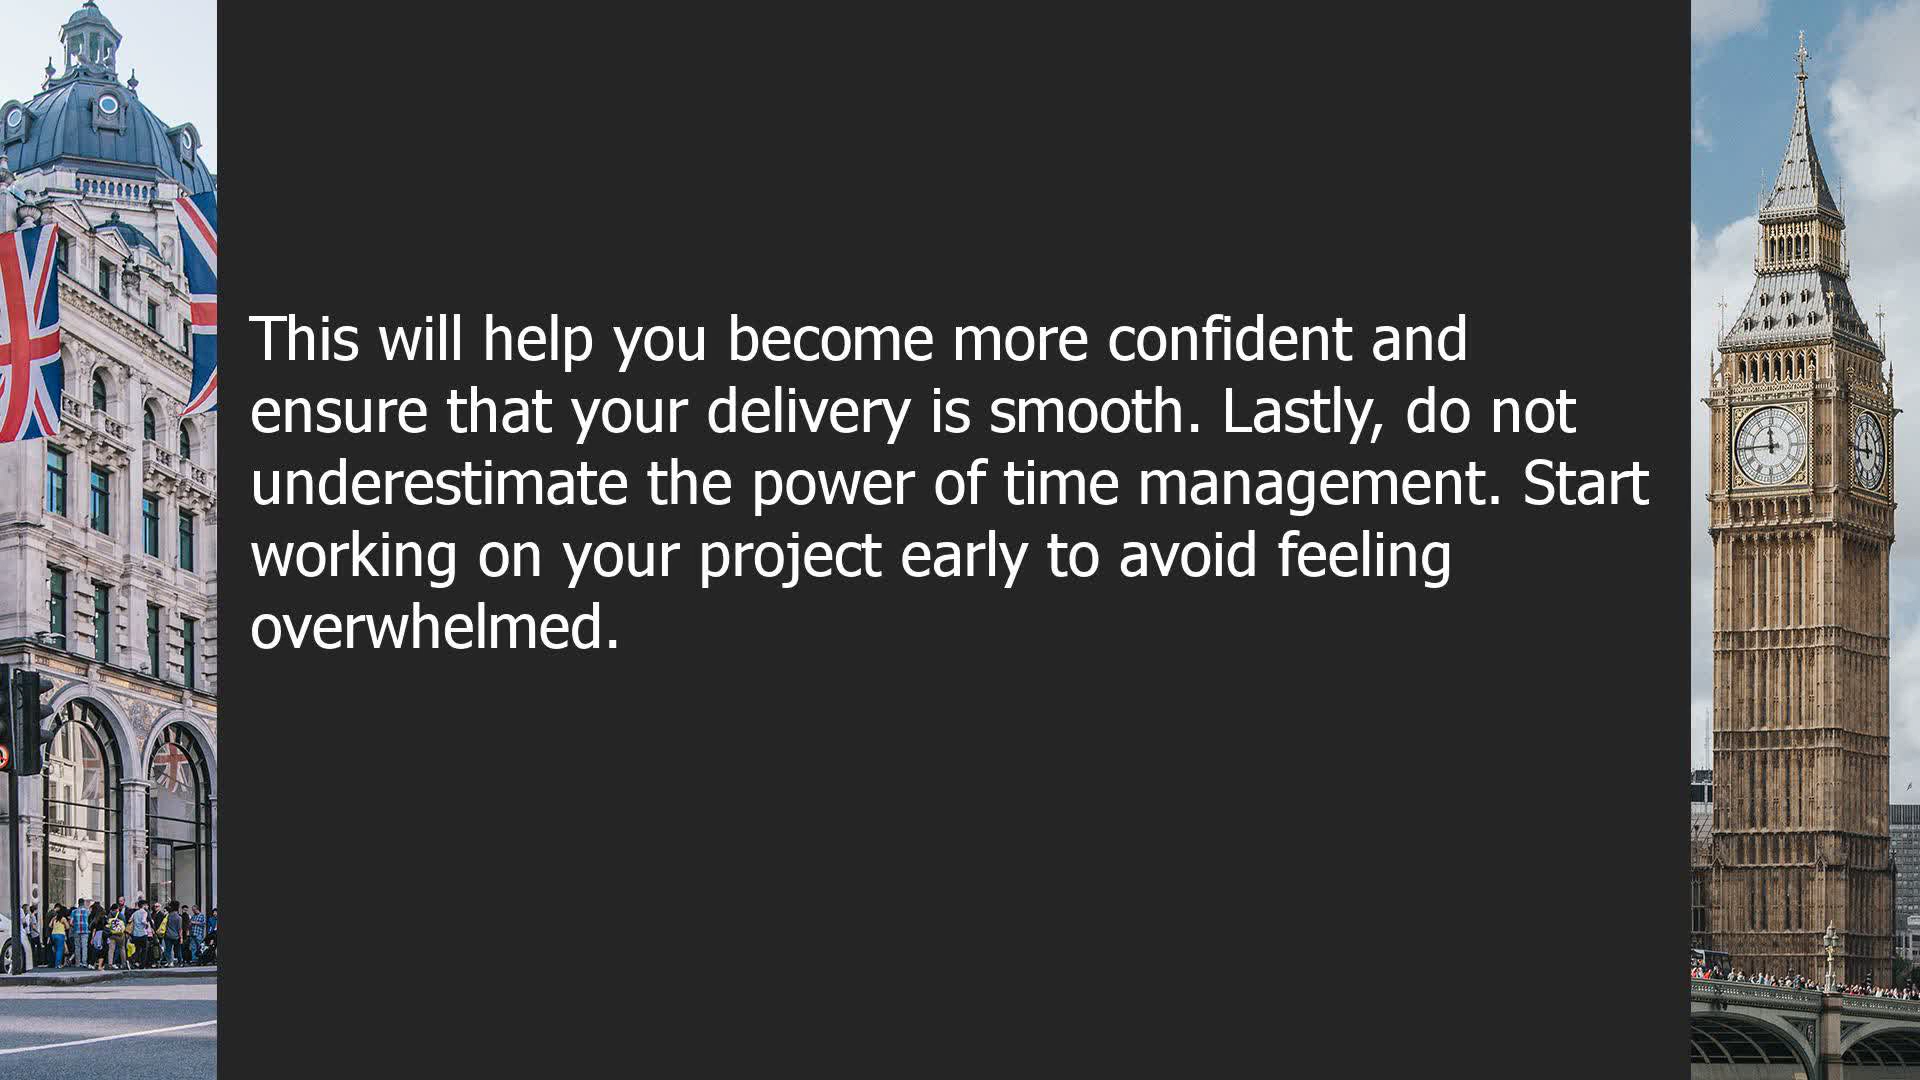 This will help you become more confident and
ensure that your delivery is smooth. Lastly, do not
underestimate the power of time management. Start
working on your project early to avoid feeling
overwhelmed.